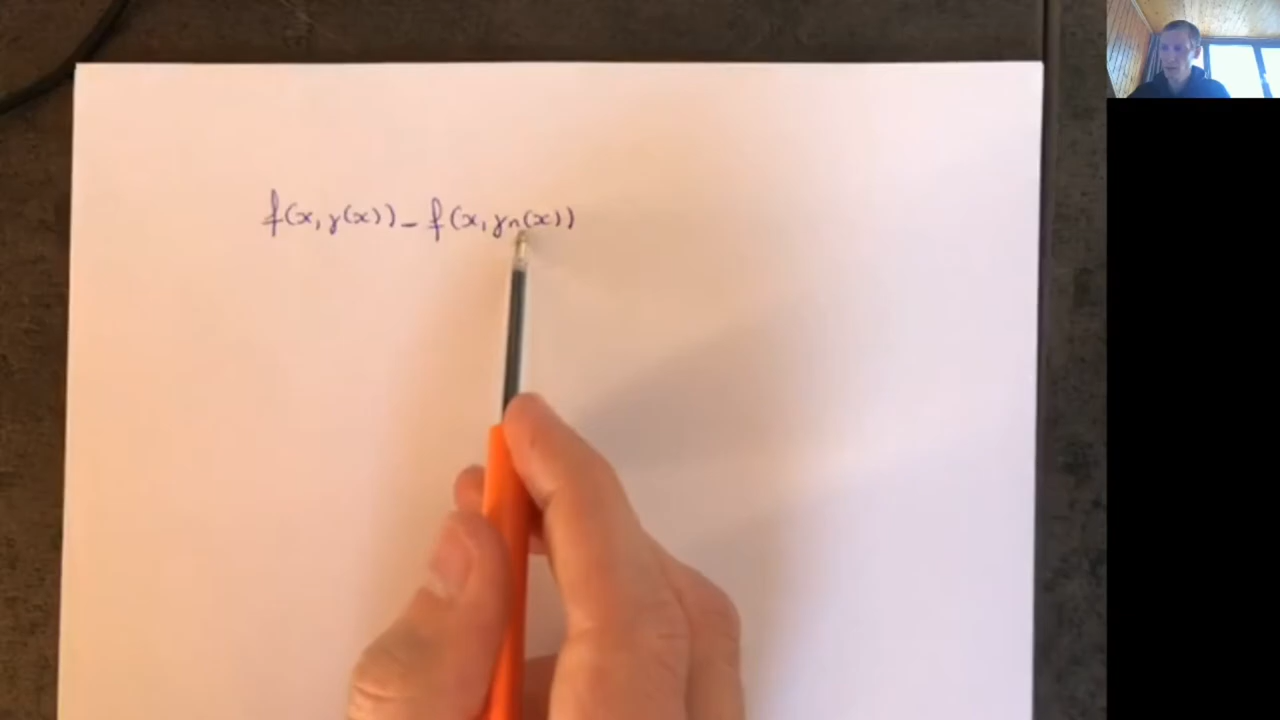 f(x, y(x)) - f(x, yn(x))